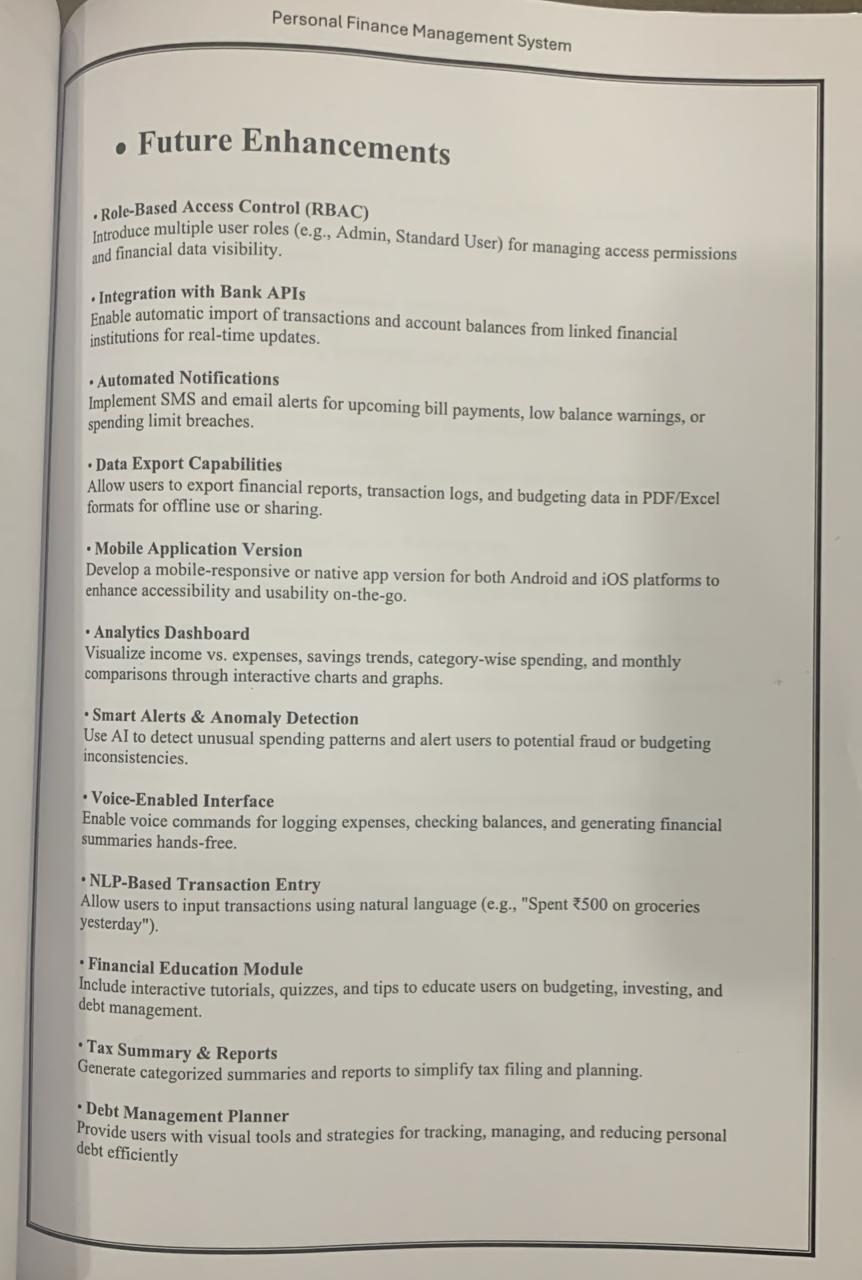 Personal Finance Management System
• Future Enhancements
• Role-Based Access Control (RBAC)
Introduce multiple user roles (e.g., Admin, Standard User) for managing access permissions
and financial data visibility.
• Integration with Bank APIs
Enable automatic import of transactions and account balances from linked financial
institutions for real-time updates.
• Automated Notifications
Implement SMS and email alerts for upcoming bill payments, low balance warnings, or
spending limit breaches.
• Data Export Capabilities
Allow users to export financial reports, transaction logs, and budgeting data in PDF/Excel
formats for offline use or sharing.
• Mobile Application Version
Develop a mobile-responsive or native app version for both Android and iOS platforms to
enhance accessibility and usability on-the-go.
• Analytics Dashboard
Visualize income vs. expenses, savings trends, category-wise spending, and monthly
comparisons through interactive charts and graphs.
• Smart Alerts & Anomaly Detection
Use AI to detect unusual spending patterns and alert users to potential fraud or budgeting
inconsistencies.
• Voice-Enabled Interface
Enable voice commands for logging expenses, checking balances, and generating financial
summaries hands-free.
• NLP-Based Transaction Entry
Allow users to input transactions using natural language (e.g., "Spent ₹500 on groceries
yesterday").
• Financial Education Module
Include interactive tutorials, quizzes, and tips to educate users on budgeting, investing, and
debt management.
• Tax Summary & Reports
Generate categorized summaries and reports to simplify tax filing and planning.
• Debt Management Planner
Provide users with visual tools and strategies for tracking, managing, and reducing personal
debt efficiently